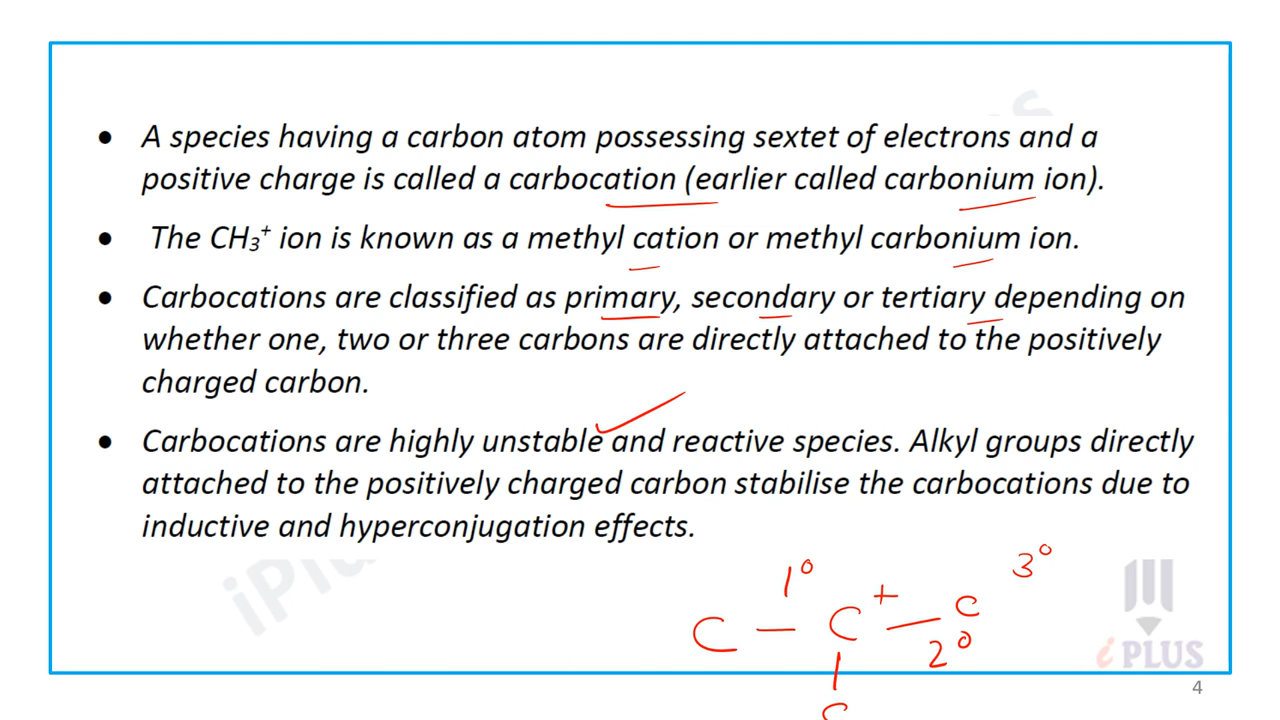 ● A species having a carbon atom possessing sextet of electrons and a
positive charge is called a carbocation (earlier called carbonium ion).
● The CH₃⁺ ion is known as a methyl cation or methyl carbonium ion.
● Carbocations are classified as primary, secondary or tertiary depending on
whether one, two or three carbons are directly attached to the positively
charged carbon.
● Carbocations are highly unstable and reactive species. Alkyl groups directly
attached to the positively charged carbon stabilise the carbocations due to
inductive and hyperconjugation effects.
1° 3°
C — C⁺ — C
2°
C
i PLUS
4